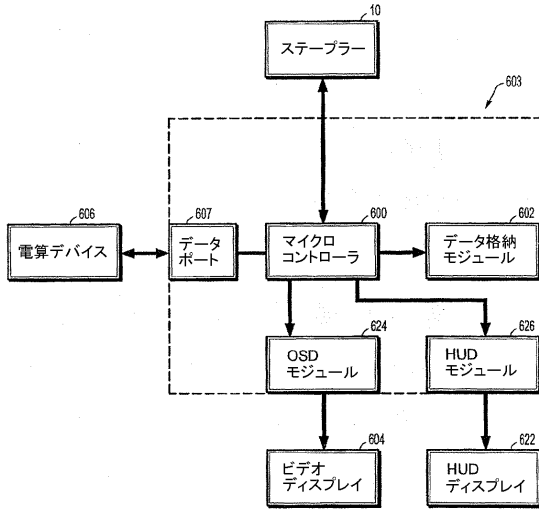 10
ステープラー
603
606
電算デバイス
607
データ
ポート
600
マイクロ
コントローラ
602
データ格納
モジュール
624
OSD
モジュール
626
HUD
モジュール
604
ビデオ
ディスプレイ
622
HUD
ディスプレイ